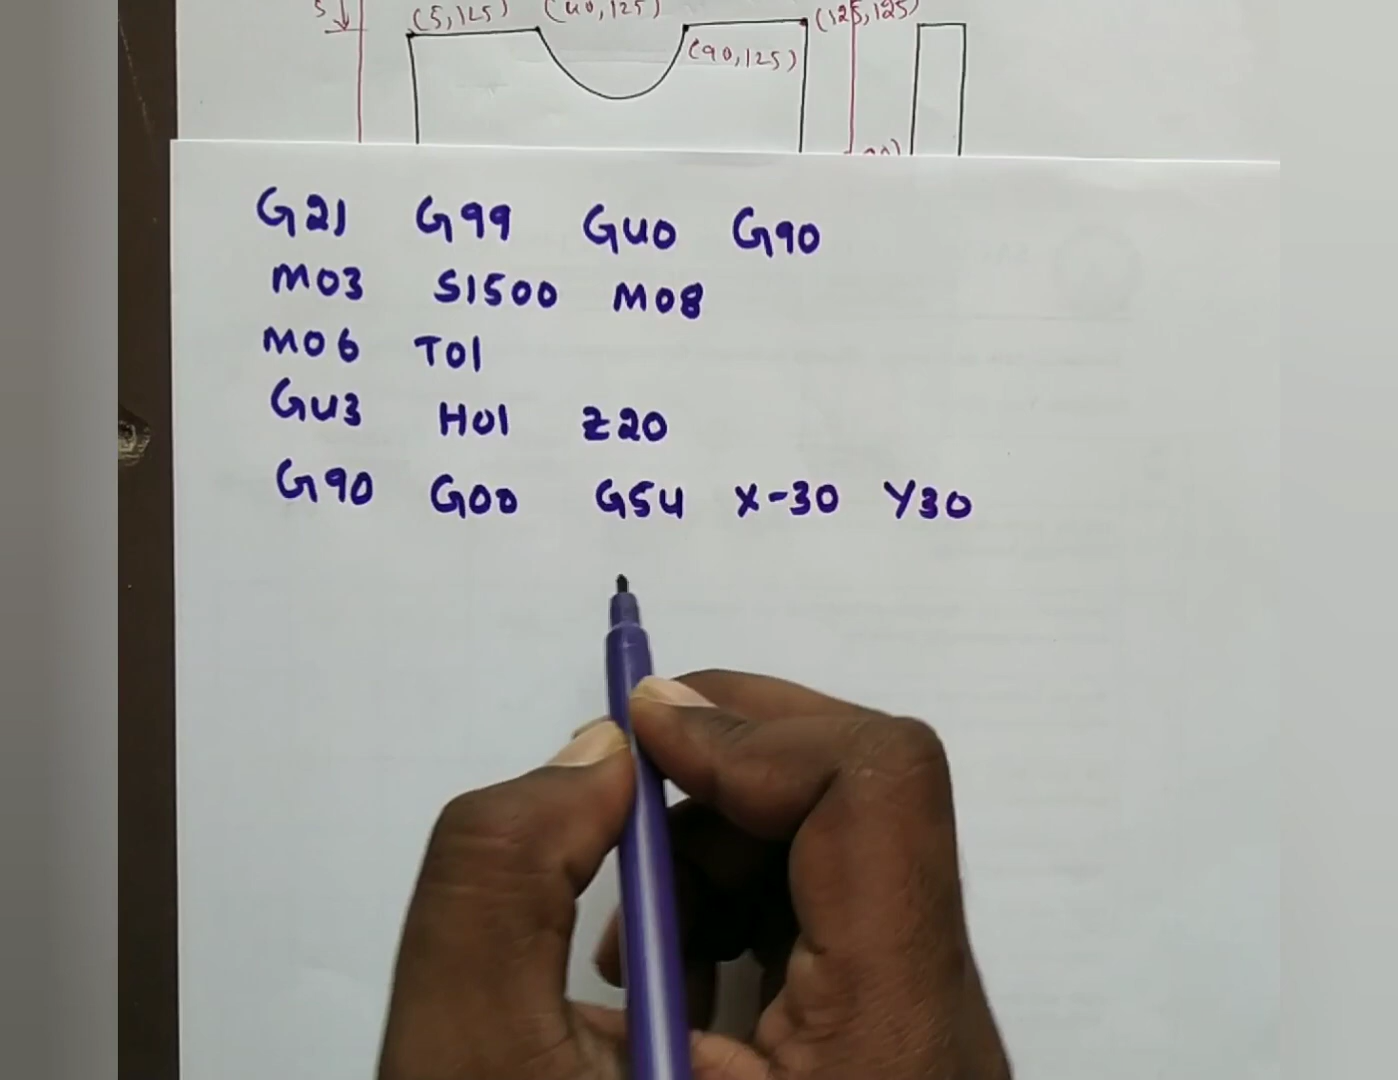 5
(5,125) (40,125) (125,125)
(90,125)
G21 G99 G40 G90
M03 S1500 M08
M06 T01
G43 H01 Z20
G90 G00 G54 X-30 Y30